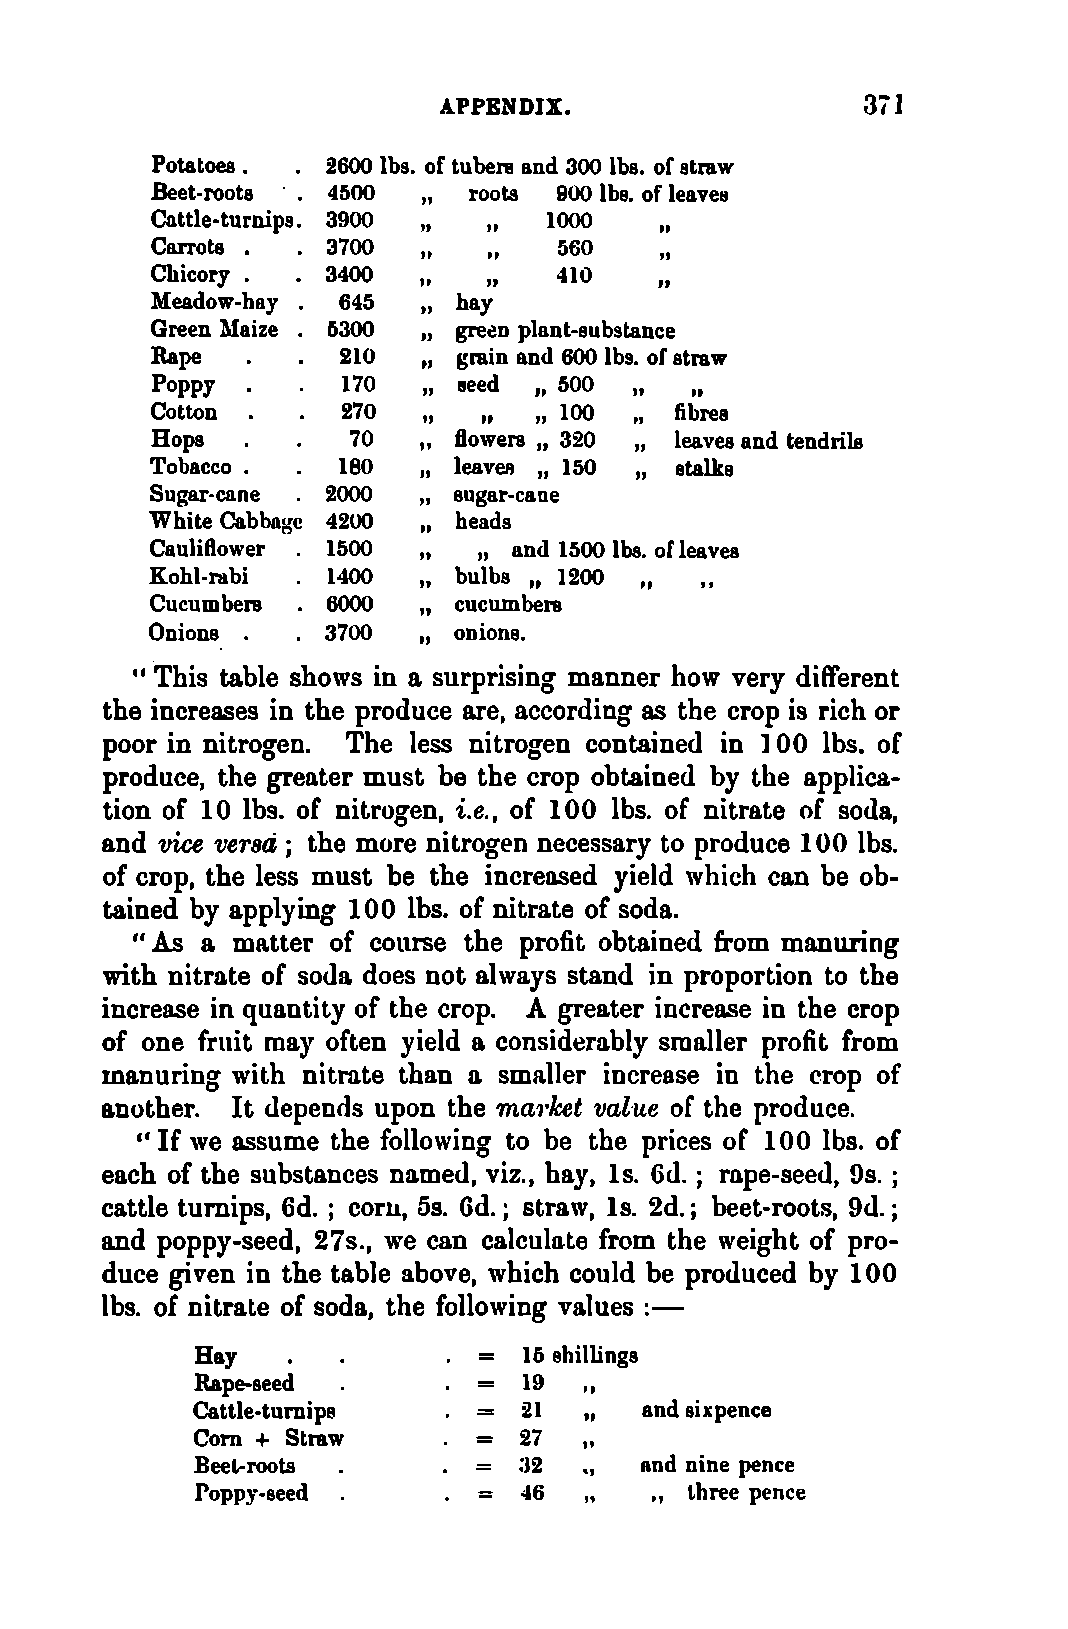 APPENDIX. 371
Potatoes . . 2600 lbs. of tubers and 300 lbs. of straw
Beet-roots . 4500 „ roots 900 lbs. of leaves
Cattle-turnips. 3900 „ „ 1000 „
Carrots . . 3700 „ „ 560 „
Chicory . . 3400 „ „ 410 „
Meadow-hay . 645 „ hay
Green Maize . 5300 „ green plant-substance
Rape . . 210 „ grain and 600 lbs. of straw
Poppy . . 170 „ seed „ 500 „ „
Cotton . . 270 „ „ „ 100 „ fibres
Hops . . 70 „ flowers „ 320 „ leaves and tendrils
Tobacco . . 180 „ leaves „ 150 „ stalks
Sugar-cane . 2000 „ sugar-cane
White Cabbage 4200 „ heads
Cauliflower . 1500 „ „ and 1500 lbs. of leaves
Kohl-rabi . 1400 „ bulbs „ 1200 „ „
Cucumbers . 6000 „ cucumbers
Onions . . 3700 „ onions.
“This table shows in a surprising manner how very different
the increases in the produce are, according as the crop is rich or
poor in nitrogen. The less nitrogen contained in 100 lbs. of
produce, the greater must be the crop obtained by the applica-
tion of 10 lbs. of nitrogen, i.e., of 100 lbs. of nitrate of soda,
and vice versâ; the more nitrogen necessary to produce 100 lbs.
of crop, the less must be the increased yield which can be ob-
tained by applying 100 lbs. of nitrate of soda.
“As a matter of course the profit obtained from manuring
with nitrate of soda does not always stand in proportion to the
increase in quantity of the crop. A greater increase in the crop
of one fruit may often yield a considerably smaller profit from
manuring with nitrate than a smaller increase in the crop of
another. It depends upon the market value of the produce.
“If we assume the following to be the prices of 100 lbs. of
each of the substances named, viz., hay, 1s. 6d.; rape-seed, 9s.;
cattle turnips, 6d.; corn, 5s. 6d.; straw, 1s. 2d.; beet-roots, 9d.;
and poppy-seed, 27s., we can calculate from the weight of pro-
duce given in the table above, which could be produced by 100
lbs. of nitrate of soda, the following values :—
Hay . . . = 15 shillings
Rape-seed . . = 19 „
Cattle-turnips . = 21 „ and sixpence
Corn + Straw . = 27 „
Beet-roots . . = 32 „ and nine pence
Poppy-seed . . = 46 „ „ three pence